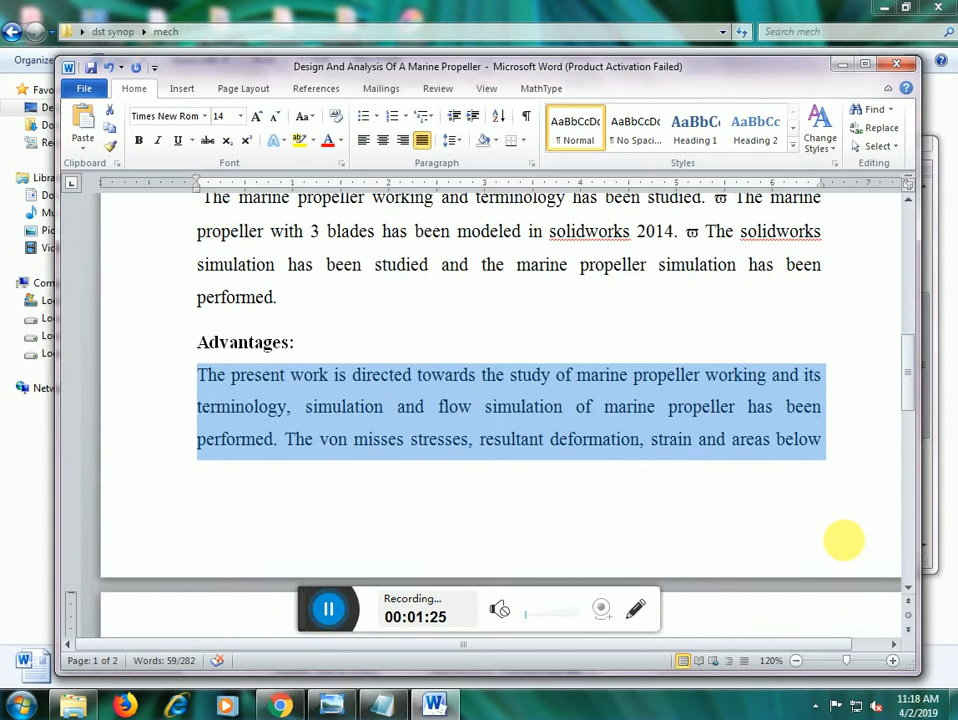 dst synop
mech
Search mech
Organize
Design And Analysis Of A Marine Propeller - Microsoft Word (Product Activation Failed)
File
Home
Insert
Page Layout
References
Mailings
Review
View
MathType
Times New Rom
14
Paste
Clipboard
Font
Paragraph
AaBbCcDc
¶ Normal
AaBbCcDc
¶ No Spaci...
AaBbC
Heading 1
AaBbCc
Heading 2
Change
Styles
Styles
Find
Replace
Select
Editing
The marine propeller working and terminology has been studied. ϖ The marine
propeller with 3 blades has been modeled in solidworks 2014. ϖ The solidworks
simulation has been studied and the marine propeller simulation has been
performed.
Advantages:
The present work is directed towards the study of marine propeller working and its
terminology, simulation and flow simulation of marine propeller has been
performed. The von misses stresses, resultant deformation, strain and areas below
Recording...
00:01:25
Page: 1 of 2
Words: 59/282
120%
11:18 AM
4/2/2019